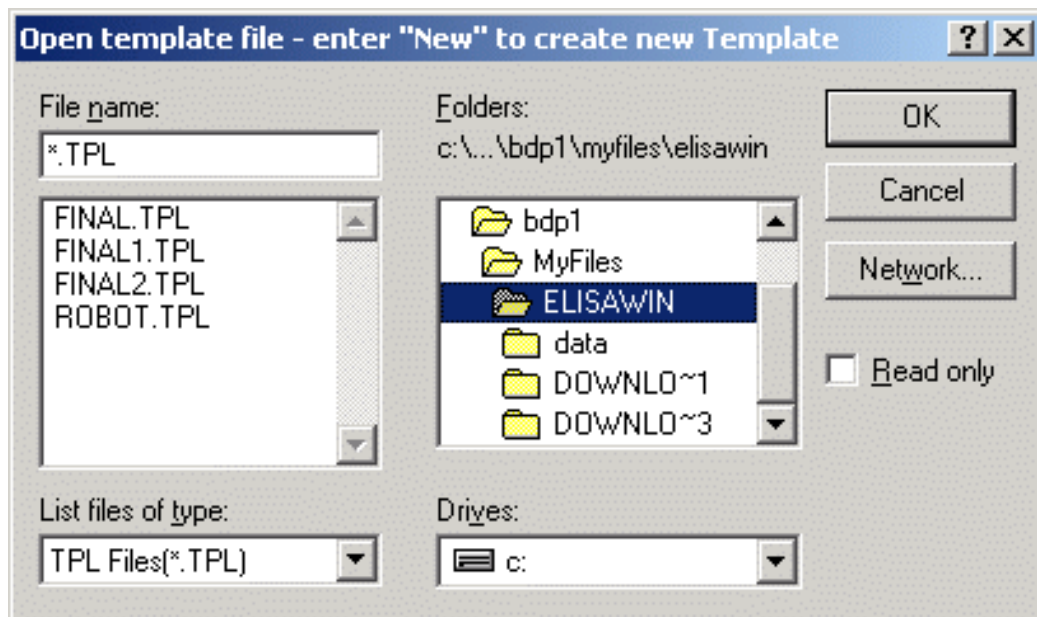 Open template file - enter "New" to create new Template
File name:
*.TPL
FINAL.TPL
FINAL1.TPL
FINAL2.TPL
ROBOT.TPL
List files of type:
TPL Files(*.TPL)
Folders:
c:\...\bdp1\myfiles\elisawin
bdp1
MyFiles
ELISAWIN
data
DOWNLO~1
DOWNLO~3
Drives:
c:
OK
Cancel
Network...
Read only